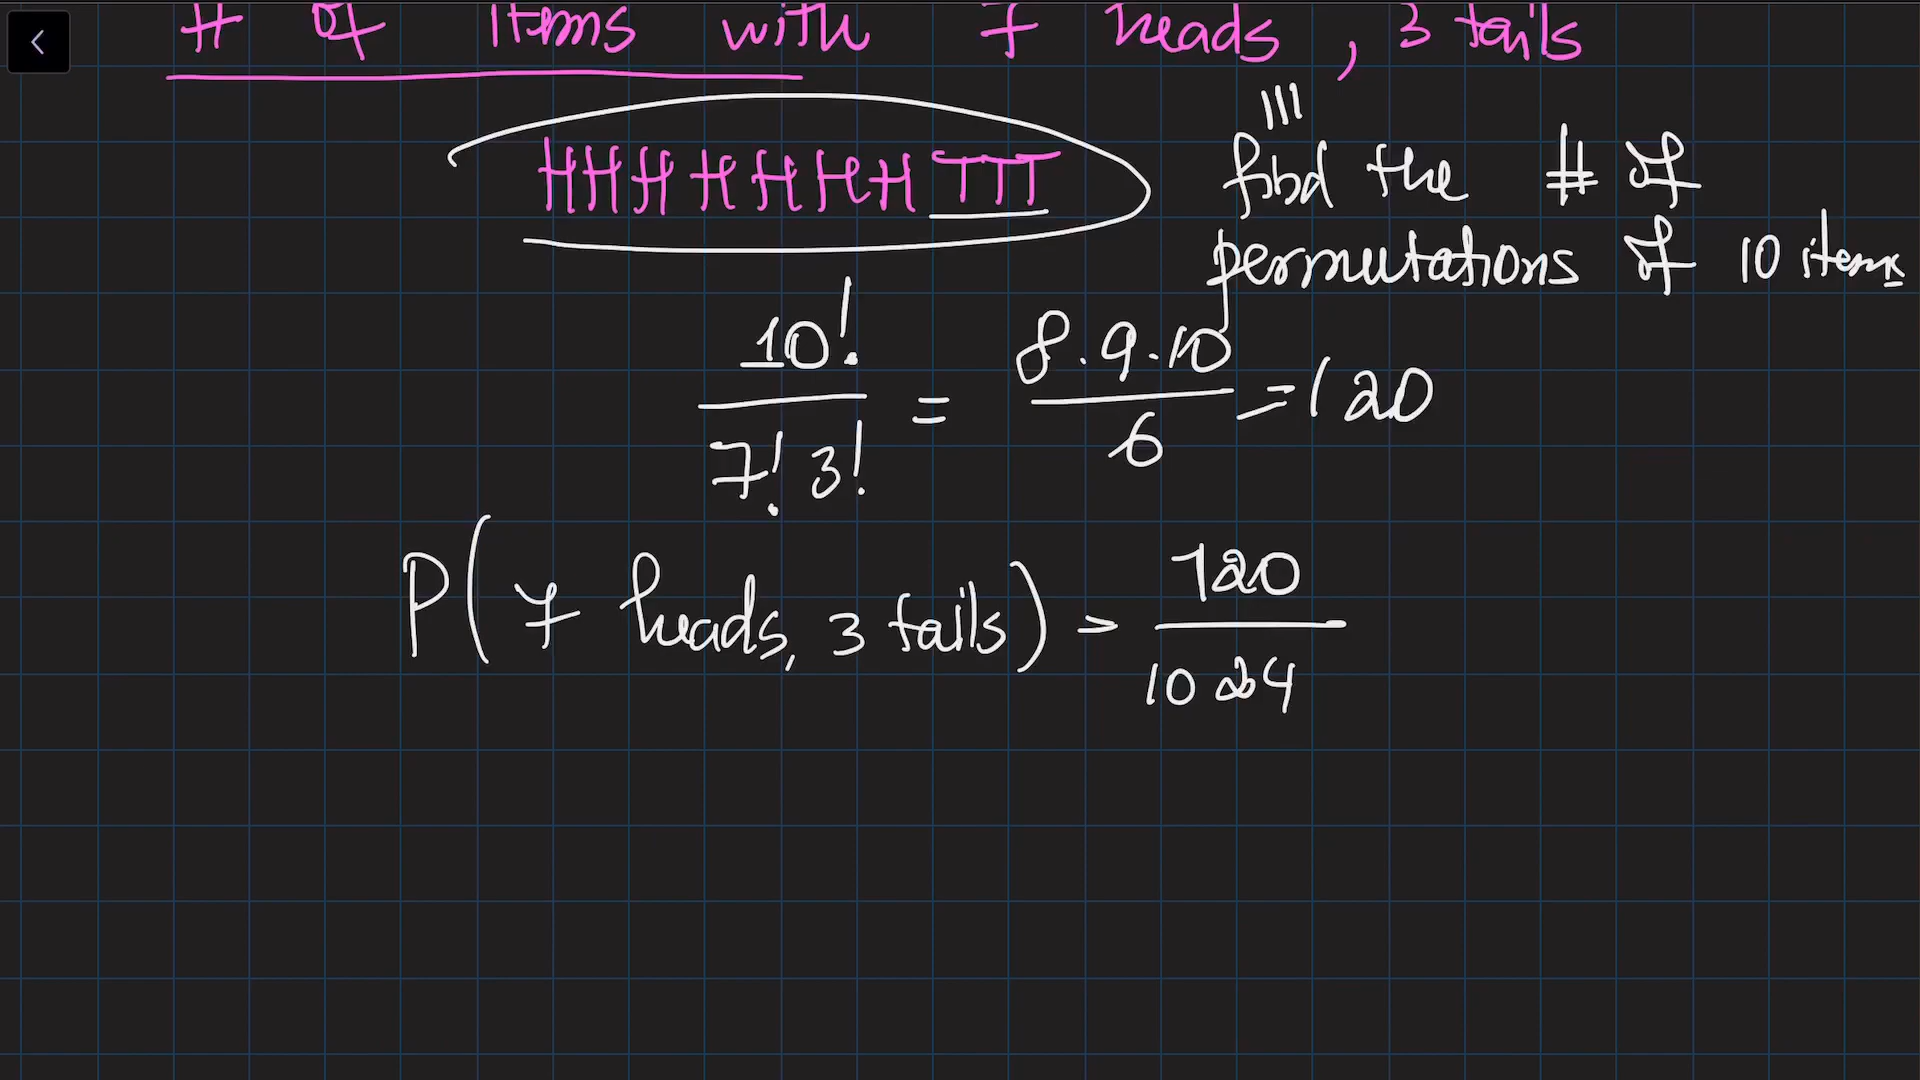 # of items with 7 heads, 3 tails
HHHHHHHTTT
find the # of
permutations of 10 items
10! / 7! 3! = 8.9.10 / 6 = 120
P(7 heads, 3 tails) = 120 / 1024